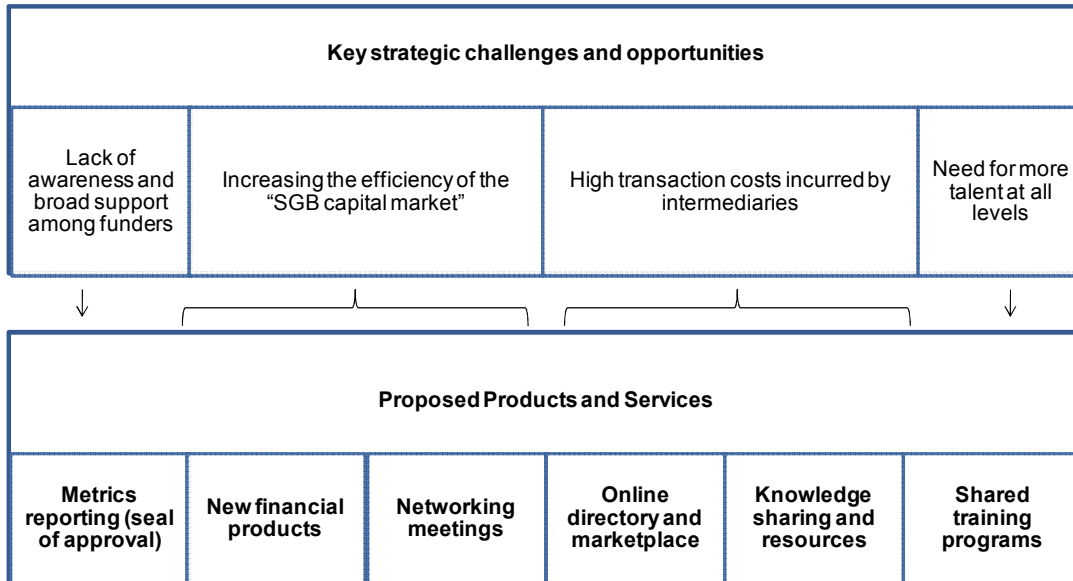 Key strategic challenges and opportunities
Lack of
awareness and
broad support
among funders
Increasing the efficiency of the
“SGB capital market”
High transaction costs incurred by
intermediaries
Need for more
talent at all
levels
Proposed Products and Services
Metrics
reporting (seal
of approval)
New financial
products
Networking
meetings
Online
directory and
marketplace
Knowledge
sharing and
resources
Shared
training
programs